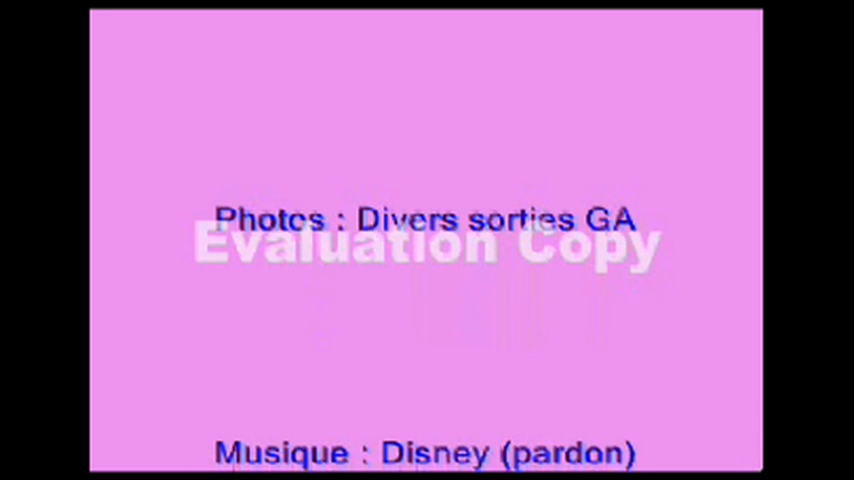 Photos : Divers sorties GA
Evaluation Copy
Musique : Disney (pardon)